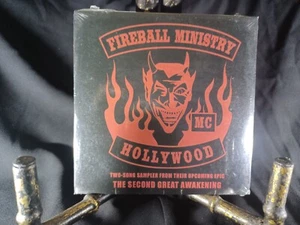 FIREBALL MINISTRY
MC
HOLLYWOOD
TWO-SONG SAMPLER FROM THEIR UPCOMING EPIC
THE SECOND GREAT AWAKENING